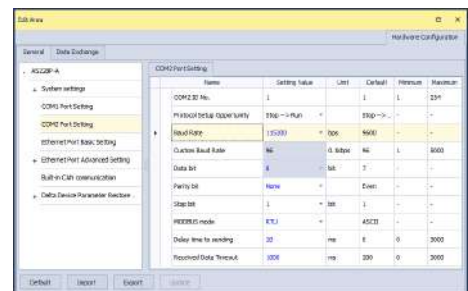 Edit Area
Hardware Configuration
General Data Exchange
AS228P-A
System settings
COM1 Port Setting
COM2 Port Setting
Ethernet Port Basic Setting
Ethernet Port Advanced Setting
Built-in CAN communication
Delta Device Parameter Restore
COM2 Port Setting
Name Setting Value Unit Default Minimum Maximum
COM2 ID No. 1 1 1 254
Protocol Setup Opportunity Stop -->Run - Stop -->... - -
Baud Rate 115200 bps 9600 - -
Custom Baud Rate 96 0.1kbps 96 1 5000
Data bit 8 bit 7 - -
Parity bit None Even - -
Stop bit 1 bit 1 - -
MODBUS mode RTU ASCII - -
Delay time to sending 20 ms 0 3000
Received Data Timeout 1000 ms 200 0 3000
Default Import Export Update